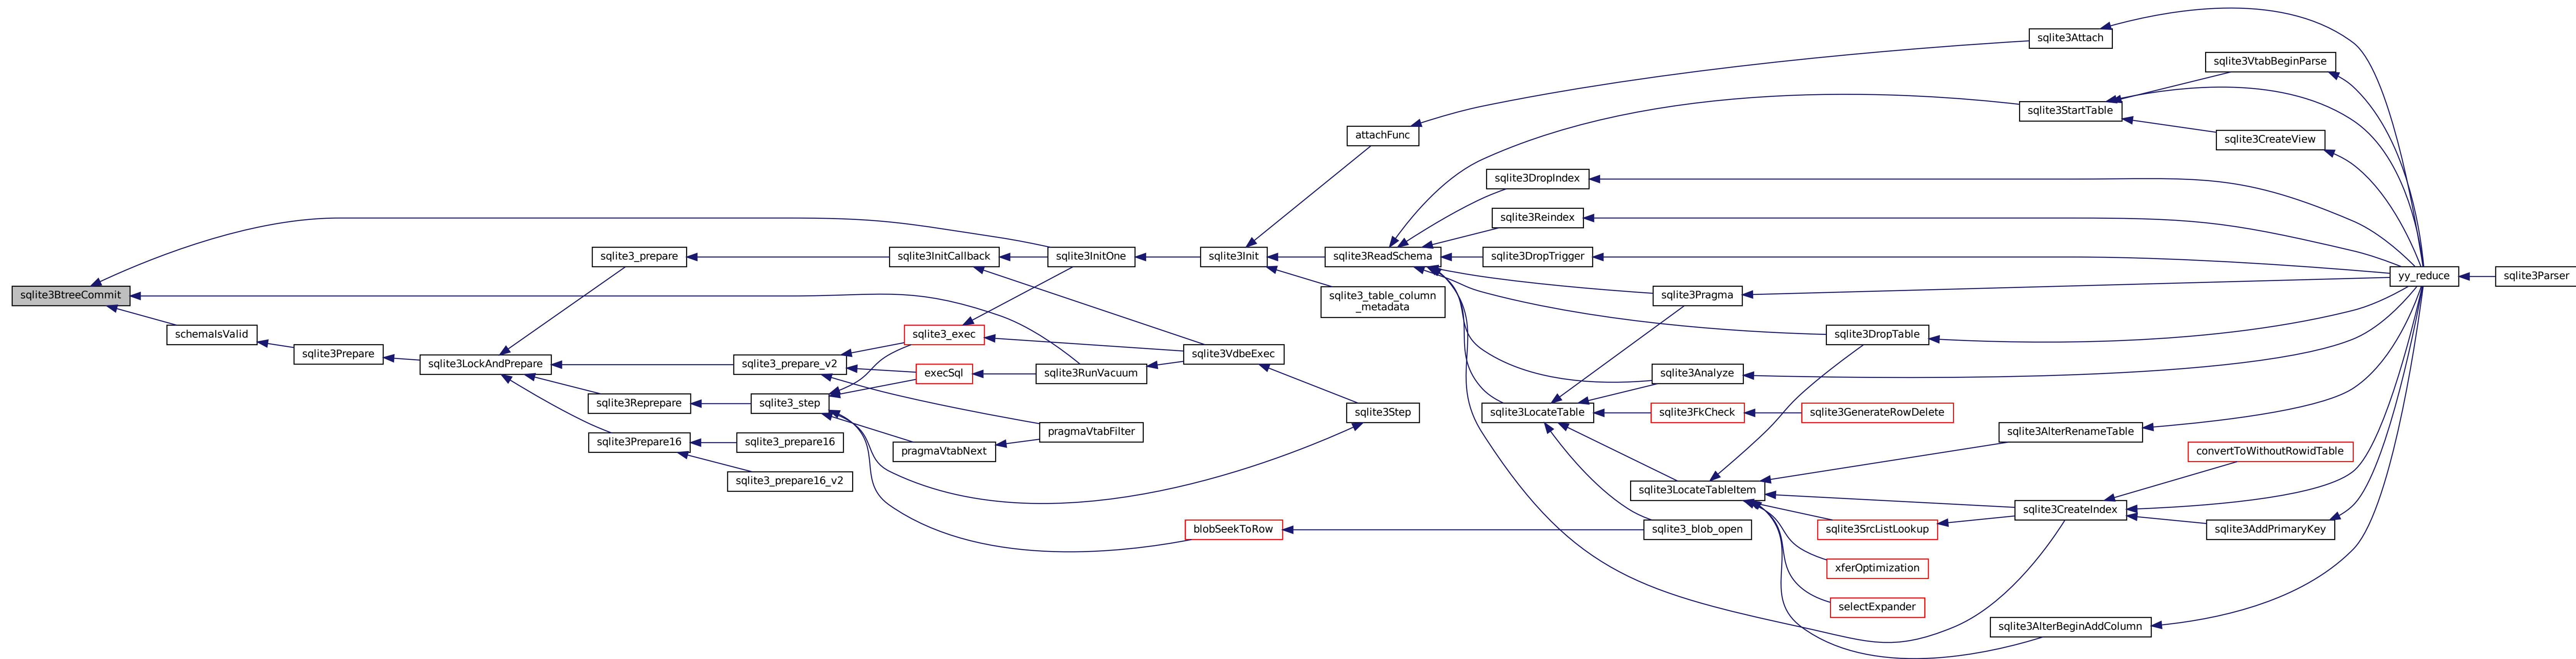 sqlite3Attach
sqlite3VtabBeginParse
sqlite3StartTable
attachFunc
sqlite3CreateView
sqlite3DropIndex
sqlite3Reindex
sqlite3_prepare
sqlite3InitCallback
sqlite3InitOne
sqlite3Init
sqlite3ReadSchema
sqlite3DropTrigger
yy_reduce
sqlite3Parser
sqlite3BtreeCommit
sqlite3_table_column
_metadata
sqlite3Pragma
schemaIsValid
sqlite3_exec
sqlite3DropTable
sqlite3Prepare
sqlite3VdbeExec
sqlite3LockAndPrepare
sqlite3_prepare_v2
execSql
sqlite3RunVacuum
sqlite3Analyze
sqlite3Reprepare
sqlite3_step
sqlite3Step
sqlite3LocateTable
sqlite3FkCheck
sqlite3GenerateRowDelete
pragmaVtabFilter
sqlite3AlterRenameTable
sqlite3Prepare16
sqlite3_prepare16
pragmaVtabNext
convertToWithoutRowidTable
sqlite3_prepare16_v2
sqlite3LocateTableItem
sqlite3CreateIndex
blobSeekToRow
sqlite3_blob_open
sqlite3SrcListLookup
sqlite3AddPrimaryKey
xferOptimization
selectExpander
sqlite3AlterBeginAddColumn